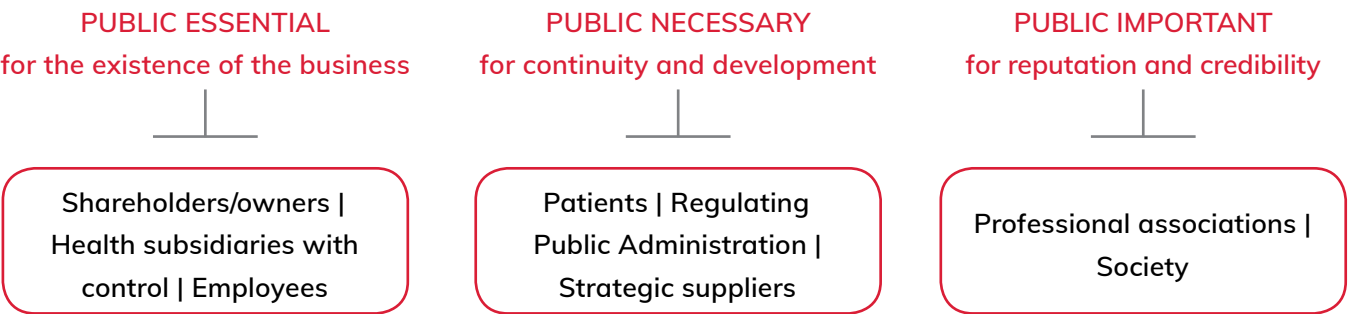 PUBLIC ESSENTIAL
for the existence of the business
Shareholders/owners |
Health subsidiaries with
control | Employees
PUBLIC NECESSARY
for continuity and development
Patients | Regulating
Public Administration |
Strategic suppliers
PUBLIC IMPORTANT
for reputation and credibility
Professional associations |
Society